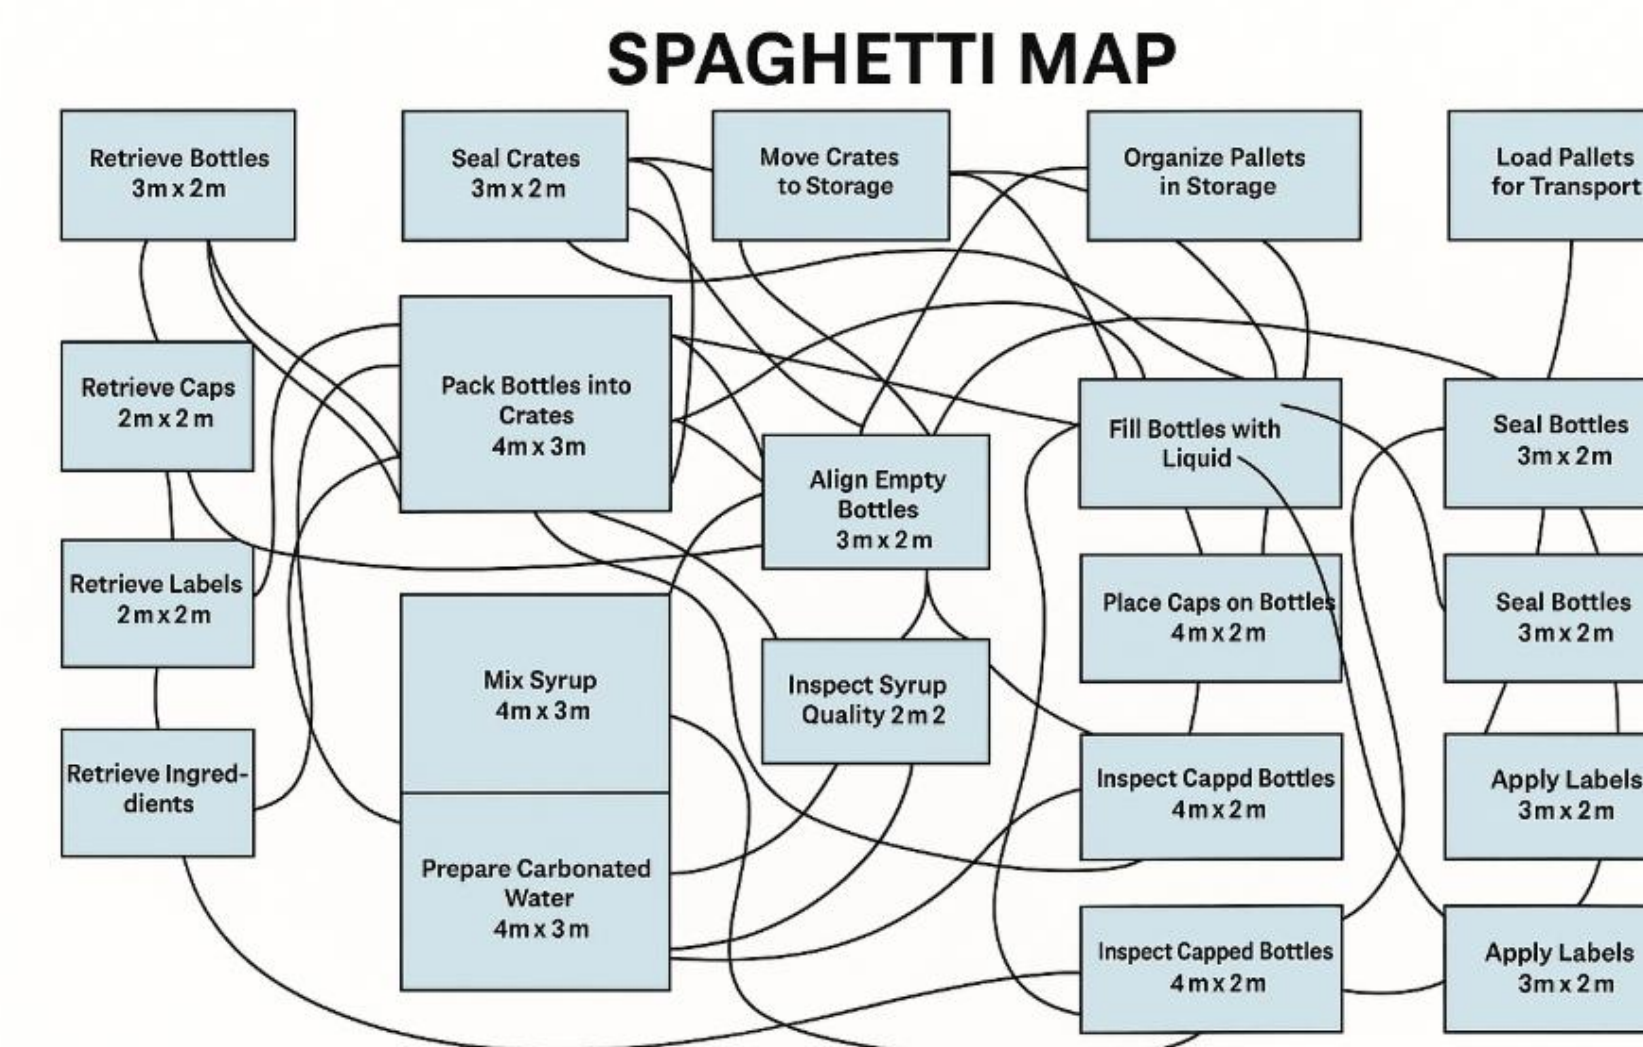 SPAGHETTI MAP
Retrieve Bottles
3m x 2m
Seal Crates
3m x 2m
Move Crates
to Storage
Organize Pallets
in Storage
Load Pallets
for Transport
Retrieve Caps
2m x 2m
Pack Bottles into
Crates
4m x 3m
Align Empty
Bottles
3m x 2m
Fill Bottles with
Liquid
Seal Bottles
3m x 2m
Retrieve Labels
2m x 2m
Mix Syrup
4m x 3m
Inspect Syrup
Quality 2m 2
Place Caps on Bottles
4m x 2m
Seal Bottles
3m x 2m
Retrieve Ingred-
dients
Prepare Carbonated
Water
4m x 3m
Inspect Cappd Bottles
4m x 2m
Apply Labels
3m x 2m
Inspect Capped Bottles
4m x 2m
Apply Labels
3m x 2m